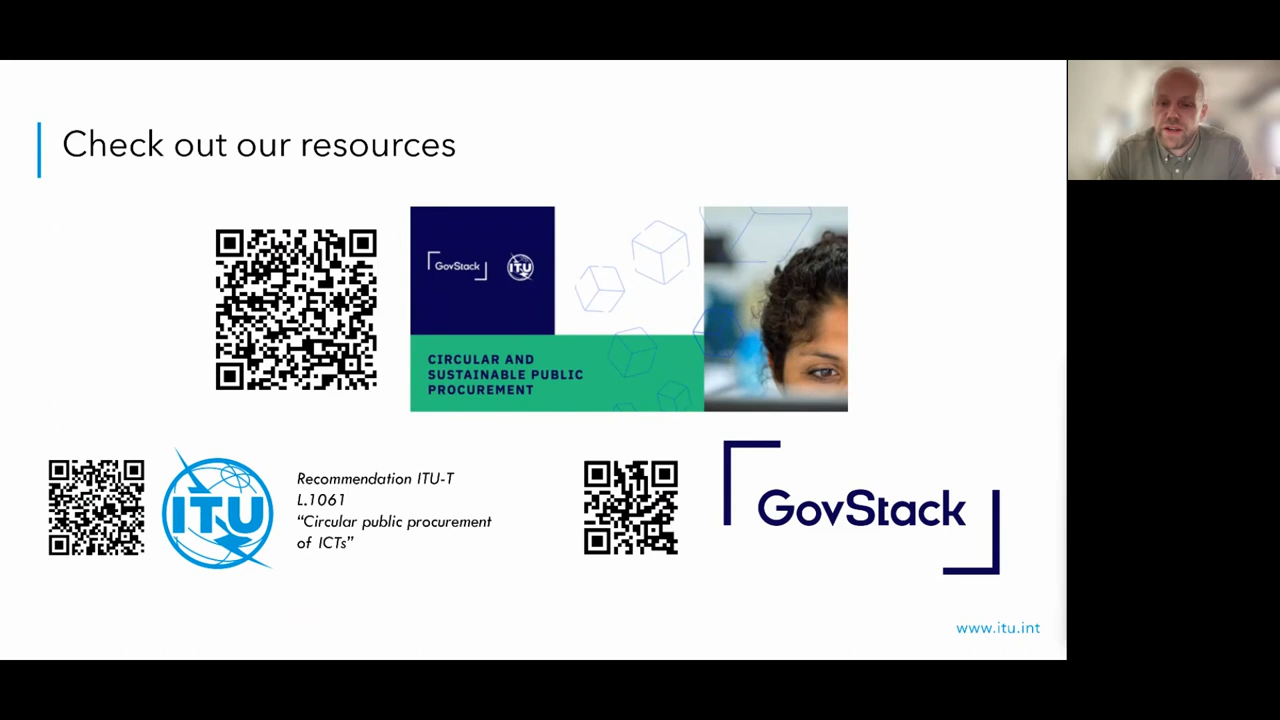 Check out our resources
GovStack
ITU
CIRCULAR AND
SUSTAINABLE PUBLIC
PROCUREMENT
ITU
Recommendation ITU-T
L.1061
“Circular public procurement
of ICTs”
GovStack
www.itu.int